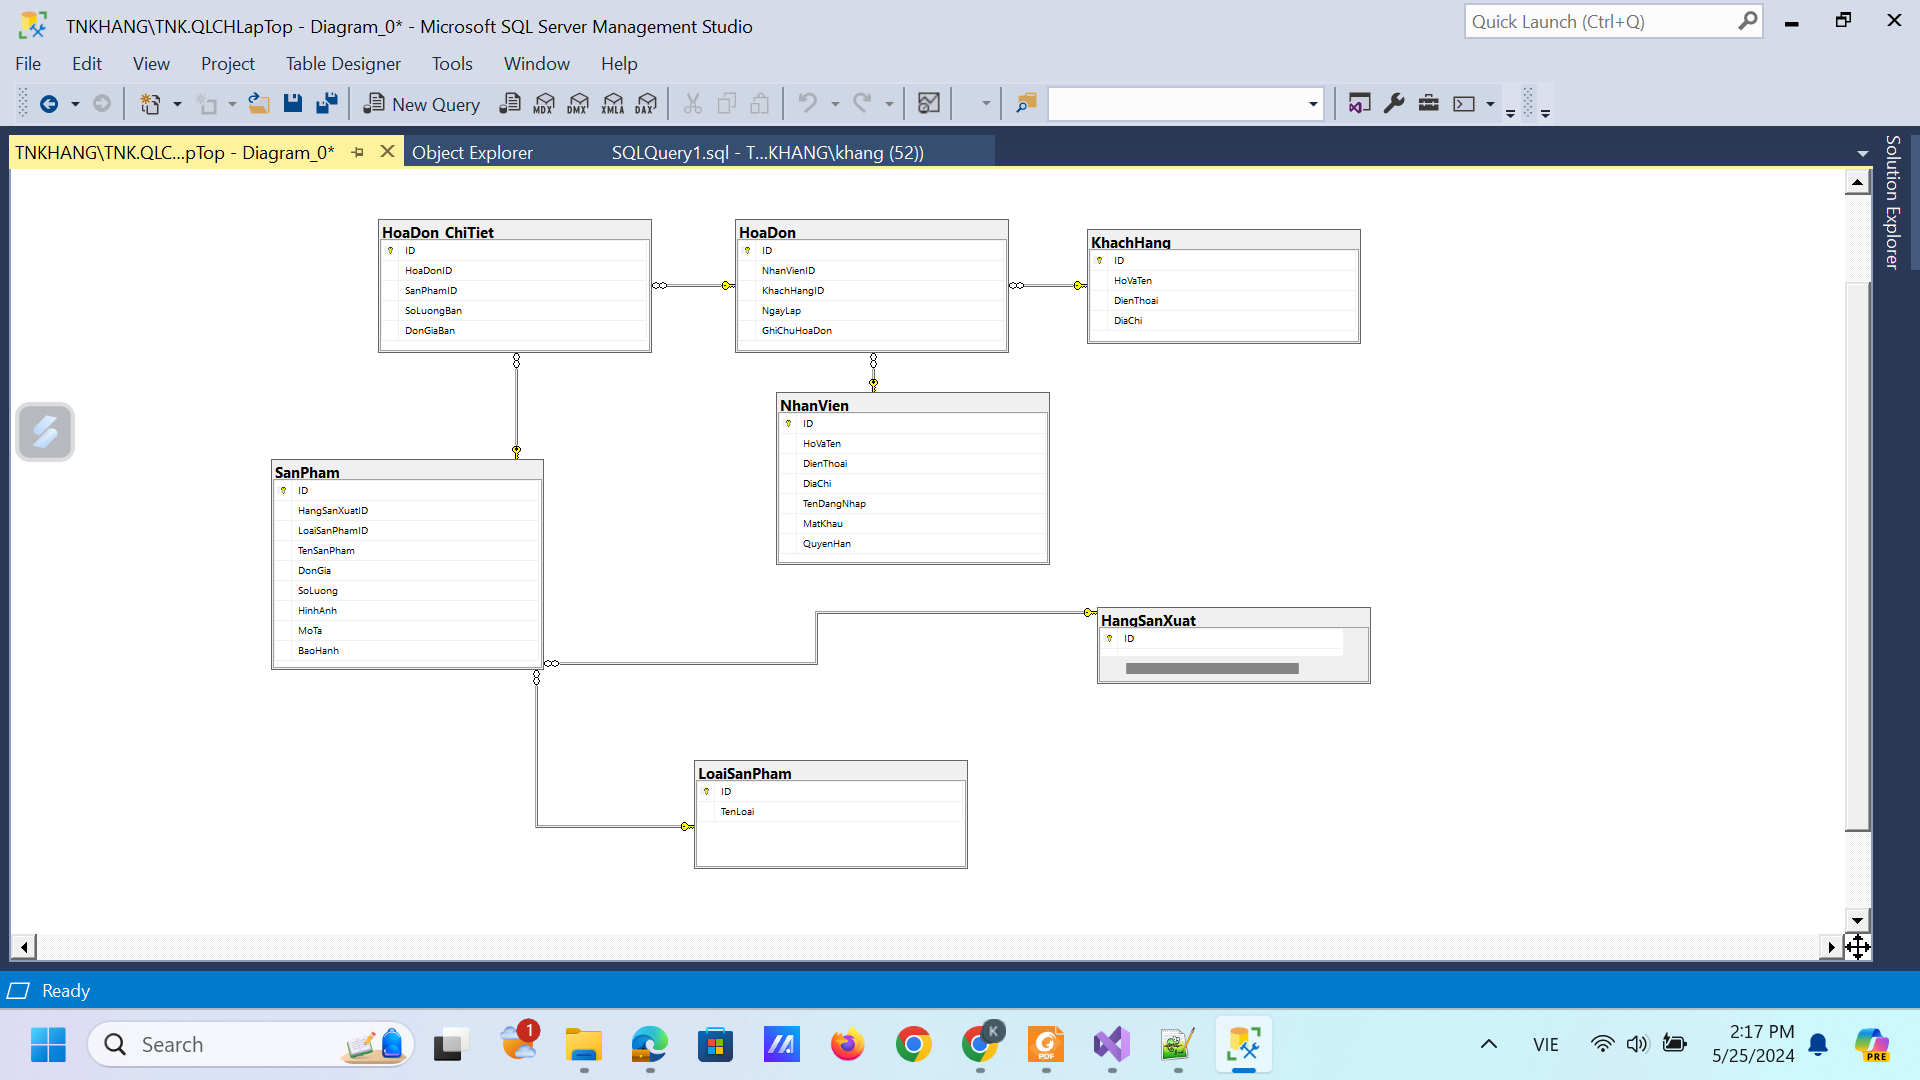 TNKHANG\TNK.QLCHLapTop - Diagram_0* - Microsoft SQL Server Management Studio
Quick Launch (Ctrl+Q)
File Edit View Project Table Designer Tools Window Help
New Query MDX DMX XMLA DAX
TNKHANG\TNK.QLC...pTop - Diagram_0*
Object Explorer
SQLQuery1.sql - T...KHANG\khang (52))
Solution Explorer
HoaDon_ChiTiet
ID
HoaDonID
SanPhamID
SoLuongBan
DonGiaBan
HoaDon
ID
NhanVienID
KhachHangID
NgayLap
GhiChuHoaDon
KhachHang
ID
HoVaTen
DienThoai
DiaChi
NhanVien
ID
HoVaTen
DienThoai
DiaChi
TenDangNhap
MatKhau
QuyenHan
SanPham
ID
HangSanXuatID
LoaiSanPhamID
TenSanPham
DonGia
SoLuong
HinhAnh
MoTa
BaoHanh
HangSanXuat
ID
LoaiSanPham
ID
TenLoai
Ready
Search
1
K
PDF
VIE
2:17 PM
5/25/2024
PRE